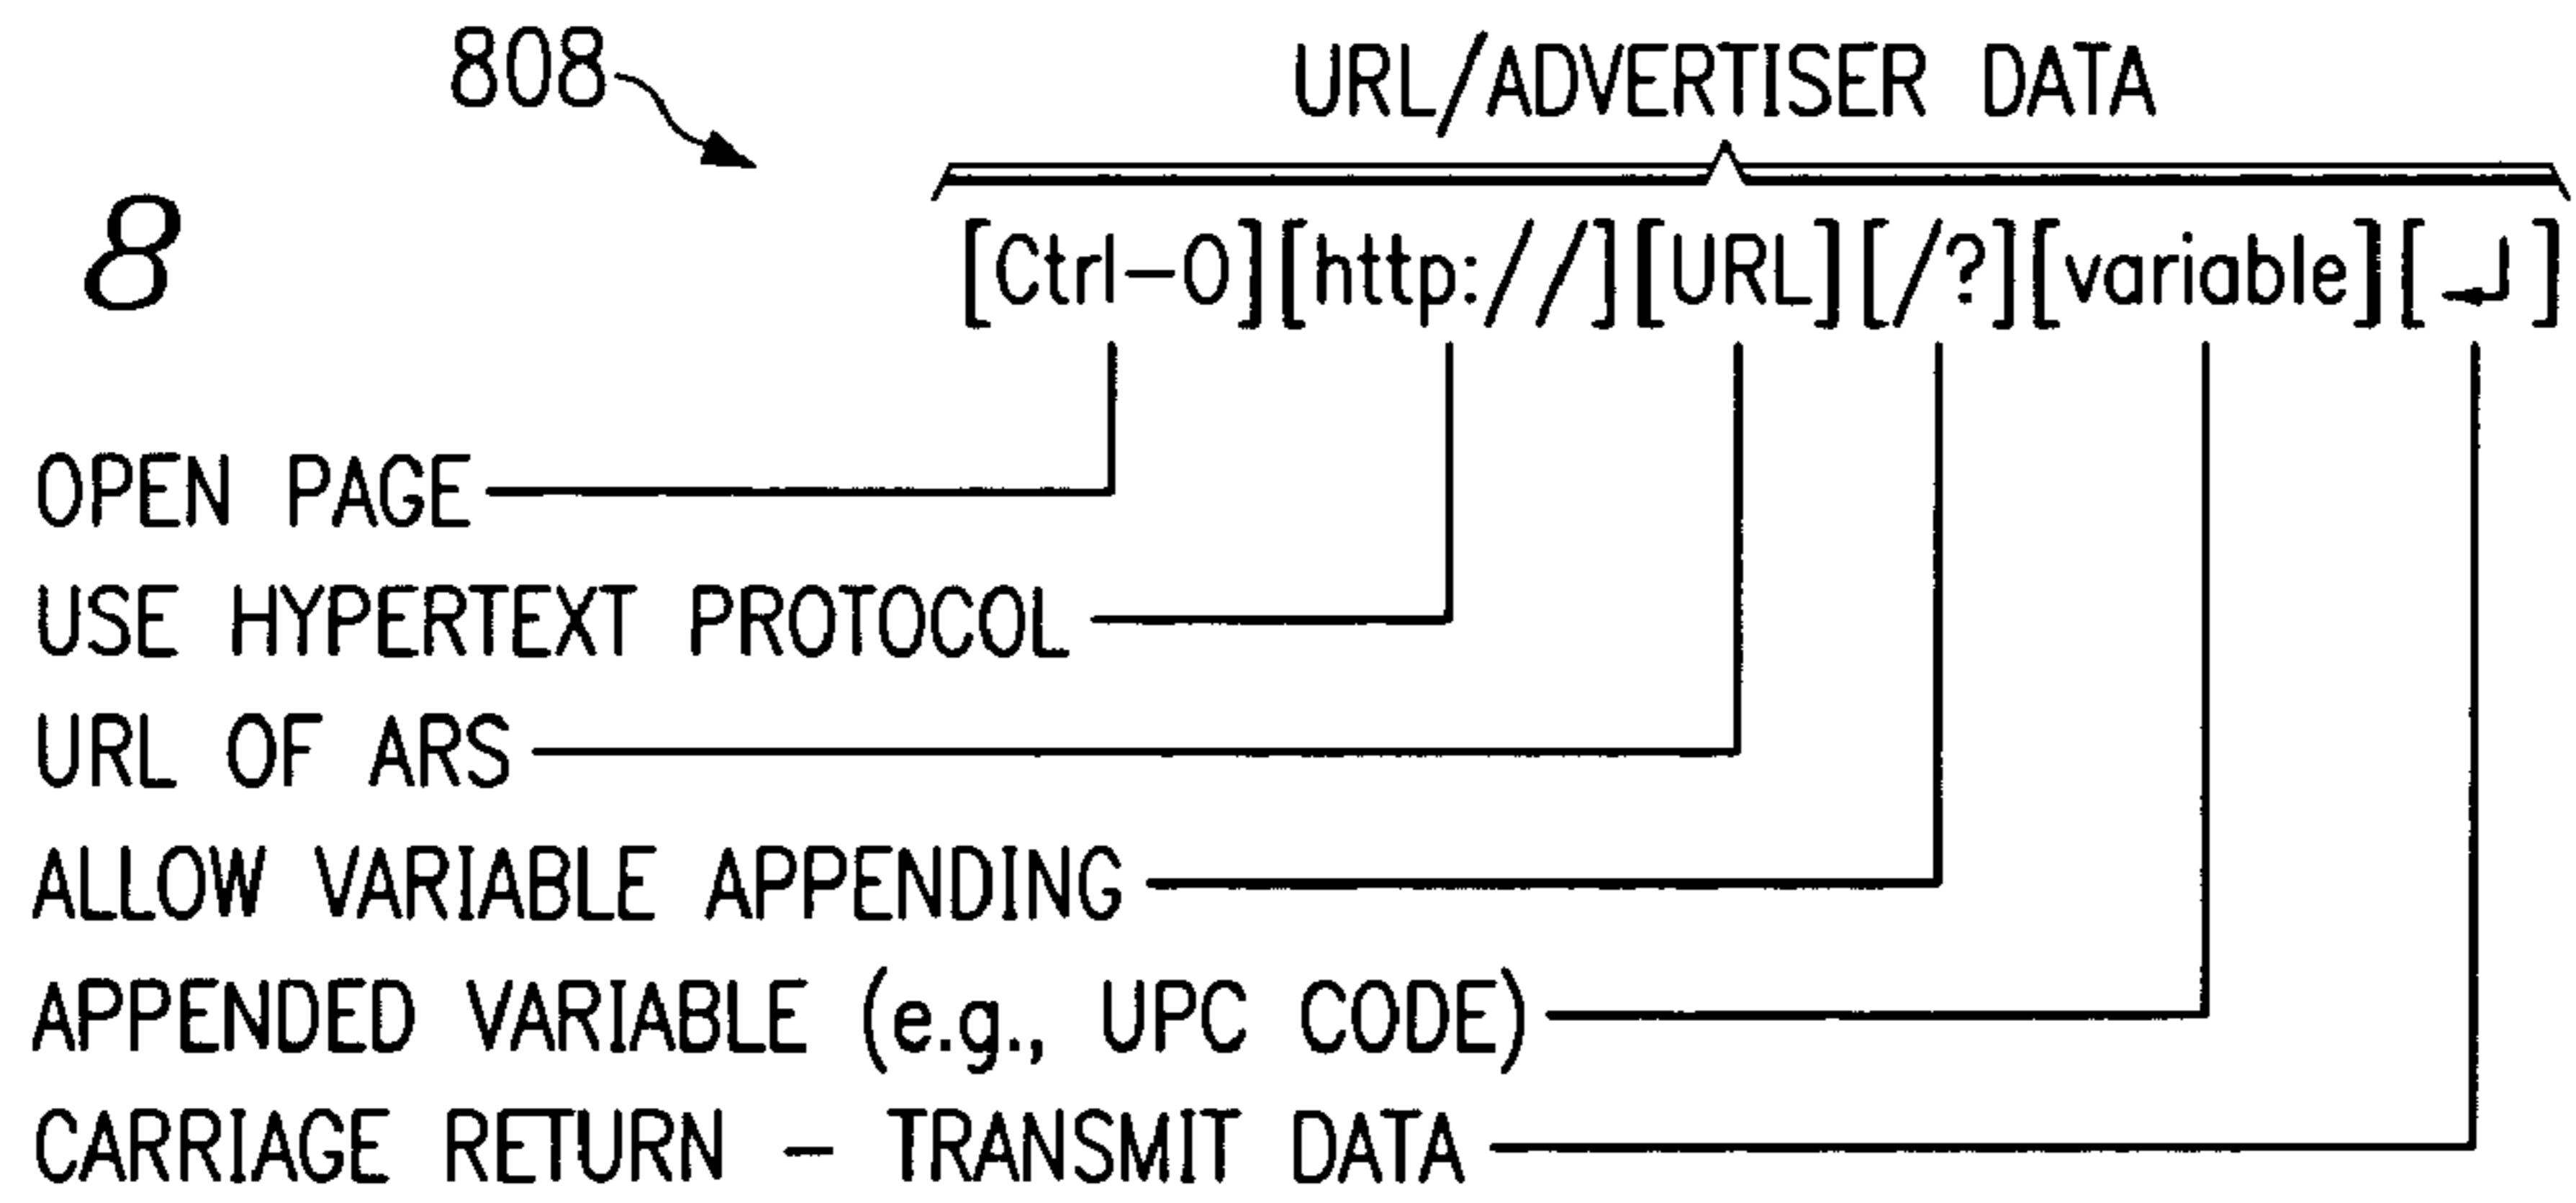 808
URL/ADVERTISER DATA
8
[Ctrl-O][http://][URL][/?][variable][↵]
OPEN PAGE
USE HYPERTEXT PROTOCOL
URL OF ARS
ALLOW VARIABLE APPENDING
APPENDED VARIABLE (e.g., UPC CODE)
CARRIAGE RETURN - TRANSMIT DATA